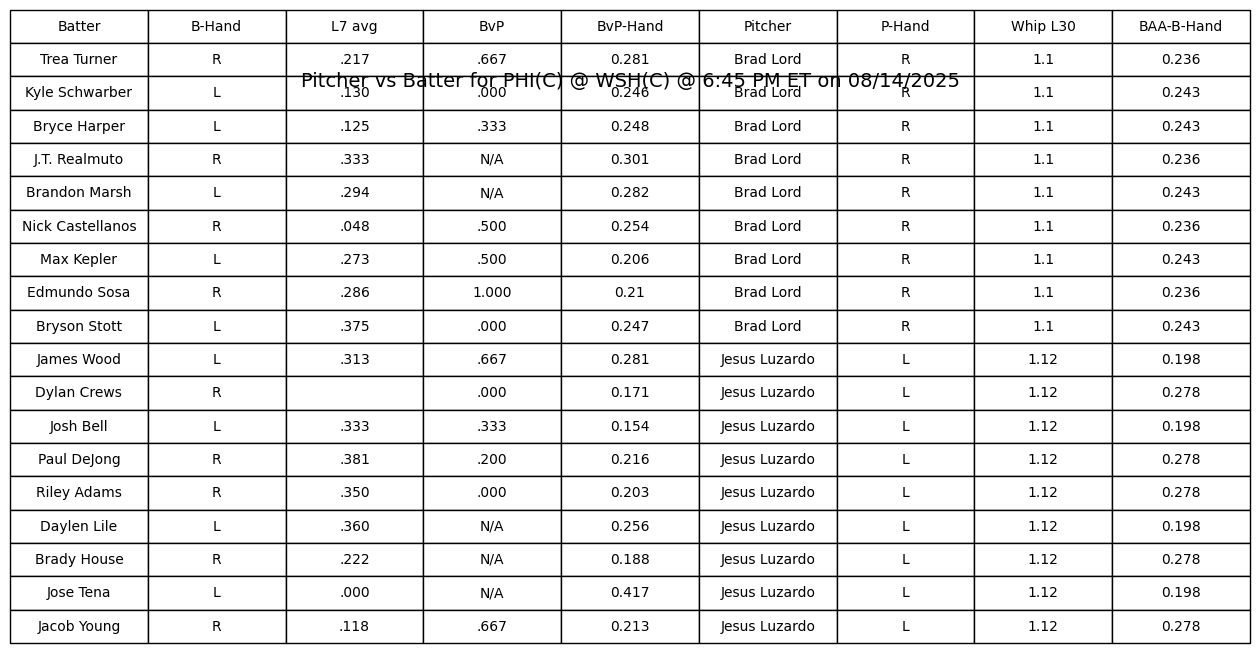 Batter B-Hand L7 avg BvP BvP-Hand Pitcher P-Hand Whip L30 BAA-B-Hand
Trea Turner R .217 .667 0.281 Brad Lord R 1.1 0.236
Pitcher vs Batter for PHI(C) @ WSH(C) @ 6:45 PM ET on 08/14/2025
Kyle Schwarber L .130 .000 0.246 Brad Lord R 1.1 0.243
Bryce Harper L .125 .333 0.248 Brad Lord R 1.1 0.243
J.T. Realmuto R .333 N/A 0.301 Brad Lord R 1.1 0.236
Brandon Marsh L .294 N/A 0.282 Brad Lord R 1.1 0.243
Nick Castellanos R .048 .500 0.254 Brad Lord R 1.1 0.236
Max Kepler L .273 .500 0.206 Brad Lord R 1.1 0.243
Edmundo Sosa R .286 1.000 0.21 Brad Lord R 1.1 0.236
Bryson Stott L .375 .000 0.247 Brad Lord R 1.1 0.243
James Wood L .313 .667 0.281 Jesus Luzardo L 1.12 0.198
Dylan Crews R .000 0.171 Jesus Luzardo L 1.12 0.278
Josh Bell L .333 .333 0.154 Jesus Luzardo L 1.12 0.198
Paul DeJong R .381 .200 0.216 Jesus Luzardo L 1.12 0.278
Riley Adams R .350 .000 0.203 Jesus Luzardo L 1.12 0.278
Daylen Lile L .360 N/A 0.256 Jesus Luzardo L 1.12 0.198
Brady House R .222 N/A 0.188 Jesus Luzardo L 1.12 0.278
Jose Tena L .000 N/A 0.417 Jesus Luzardo L 1.12 0.198
Jacob Young R .118 .667 0.213 Jesus Luzardo L 1.12 0.278